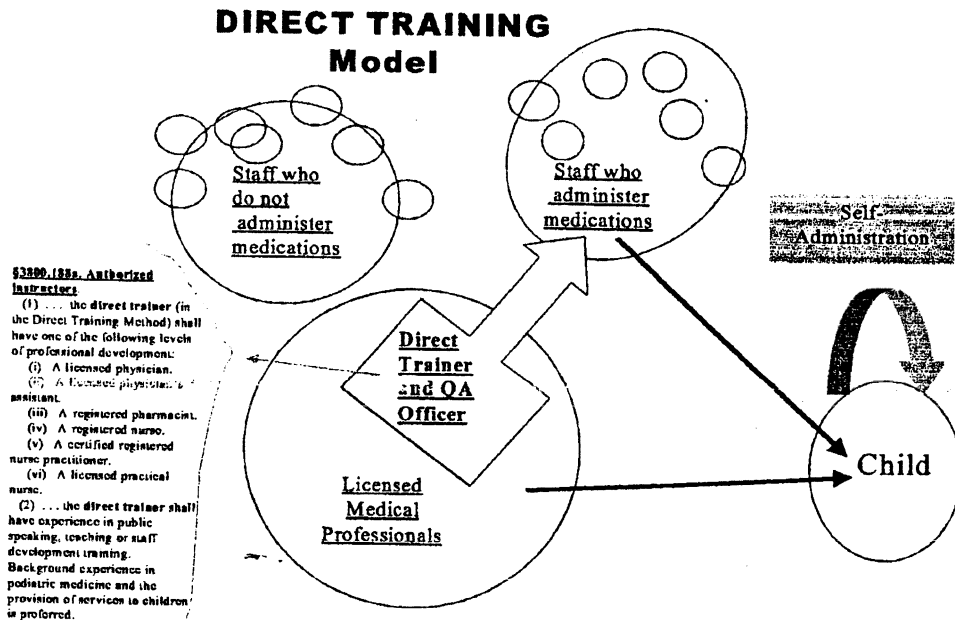 DIRECT TRAINING
Model
Staff who
do not
administer
medications
Staff who
administer
medications
Self-
Administration
§3800.188a. Authorized
instructors
(1) ... the direct trainer (in
the Direct Training Method) shall
have one of the following levels
of professional development:
(i) A licensed physician.
(ii) A licensed physician's
assistant.
(iii) A registered pharmacist.
(iv) A registered nurse.
(v) A certified registered
nurse practitioner.
(vi) A licensed practical
nurse.
(2) ... the direct trainer shall
have experience in public
speaking, teaching or staff
development training.
Background experience in
pediatric medicine and the
provision of services to children
is preferred.
Direct
Trainer
and QA
Officer
Licensed
Medical
Professionals
Child